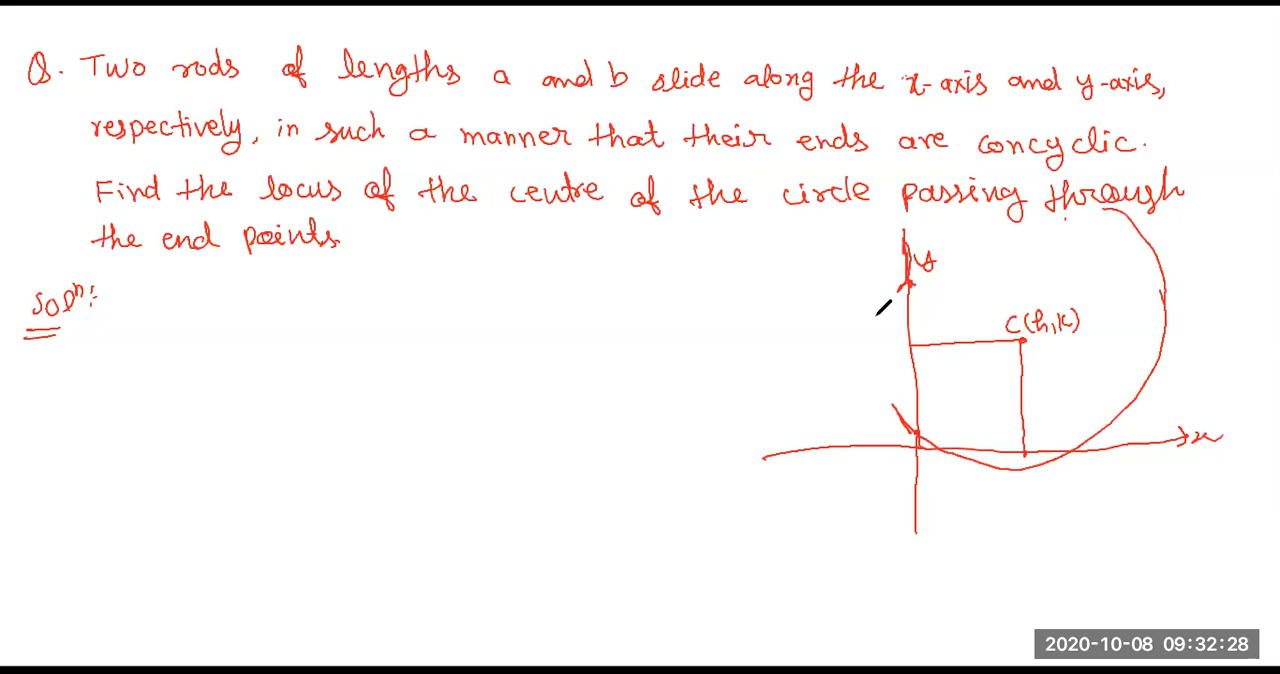 Q. Two rods of lengths a and b slide along the x-axis and y-axis,
respectively, in such a manner that their ends are concyclic.
Find the locus of the centre of the circle passing through
the end points.
Solⁿ:
y
C(h,k)
x
2020-10-08 09:32:28